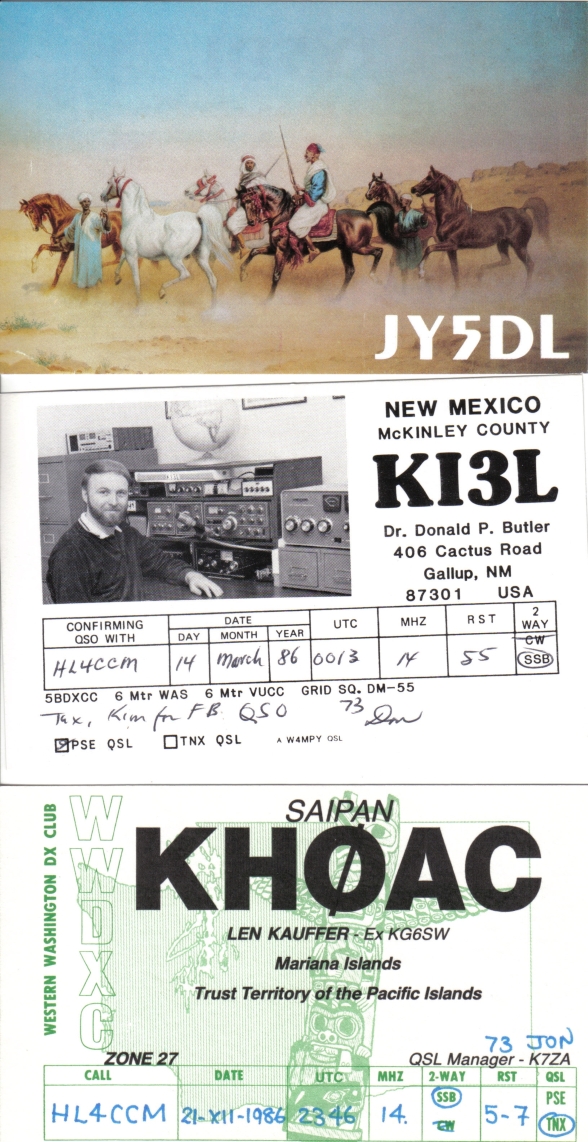 JY5DL
NEW MEXICO
McKINLEY COUNTY
KI3L
Dr. Donald P. Butler
406 Cactus Road
Gallup, NM
87301 USA
CONFIRMING QSO WITH DATE DAY MONTH YEAR UTC MHZ RST 2 WAY
CW
HL4CCM 14 March 86 0013 14 55 SSB
5BDXCC 6 Mtr WAS 6 Mtr VUCC GRID SQ. DM-55
Tnx, Kim for FB QSO 73 Don
PSE QSL TNX QSL A W4MPY QSL
WESTERN WASHINGTON DX CLUB
WWDXC
SAIPAN
KHØAC
LEN KAUFFER - Ex KG6SW
Mariana Islands
Trust Territory of the Pacific Islands
73 JON
ZONE 27 QSL Manager - K7ZA
CALL DATE UTC MHZ 2-WAY RST QSL
SSB PSE
HL4CCM 21-XII-1986 2346 14. CW 5-7 TNX